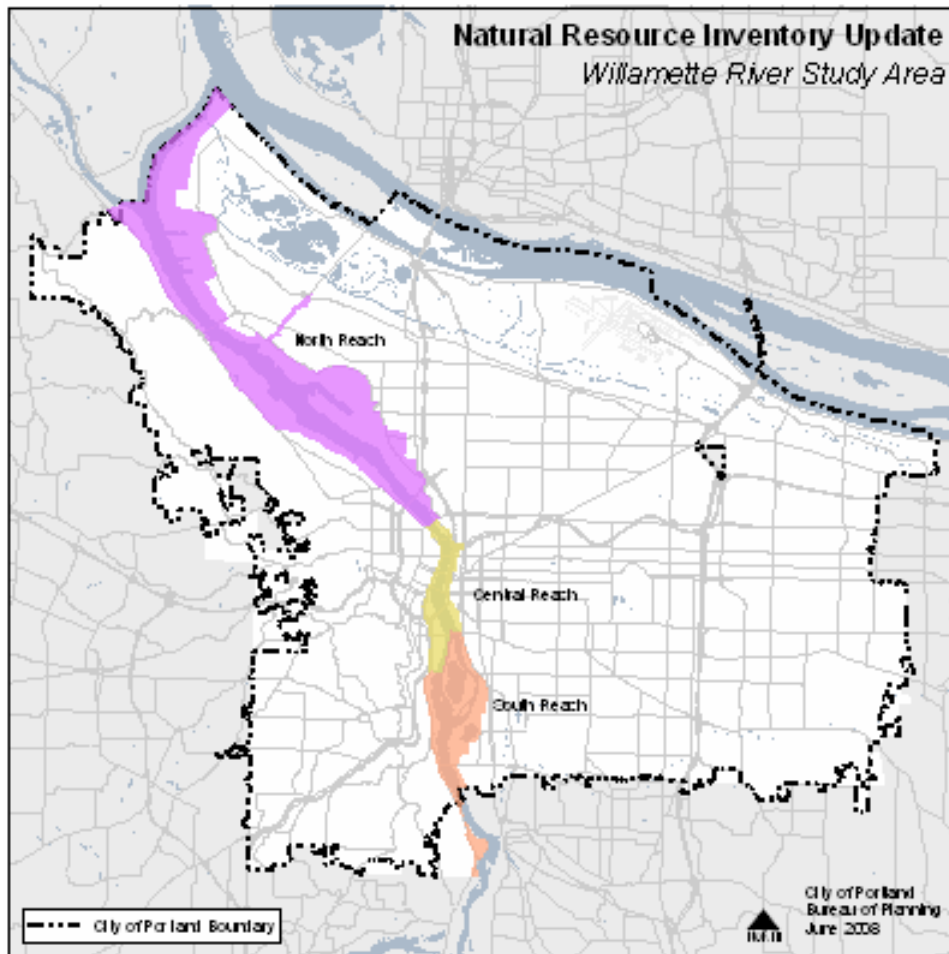 Natural Resource Inventory Update
Willamette River Study Area
North Reach
Central Reach
South Reach
City of Portland Boundary
City of Portland
Bureau of Planning
June 2008